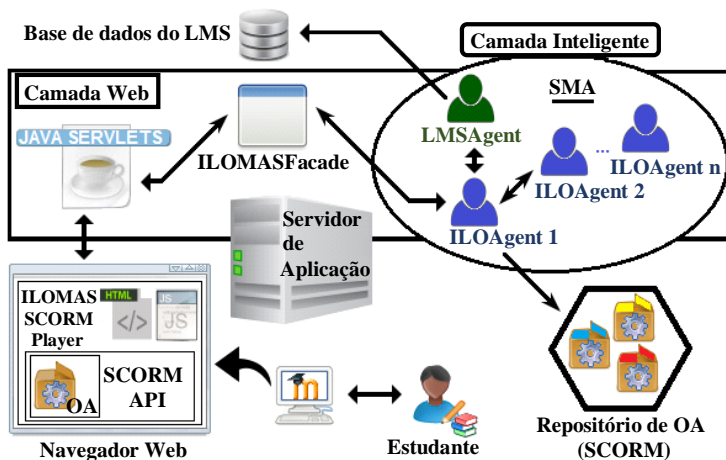 Base de dados do LMS
Camada Inteligente
Camada Web
SMA
JAVA SERVLETS
ILOMASFacade
LMSAgent
...
ILOAgent n
ILOAgent 2
ILOAgent 1
Servidor
de
Aplicação
ILOMAS
SCORM
Player
HTML
</>
JS
JS
OA
SCORM
API
Navegador Web
m
Estudante
Repositório de OA
(SCORM)